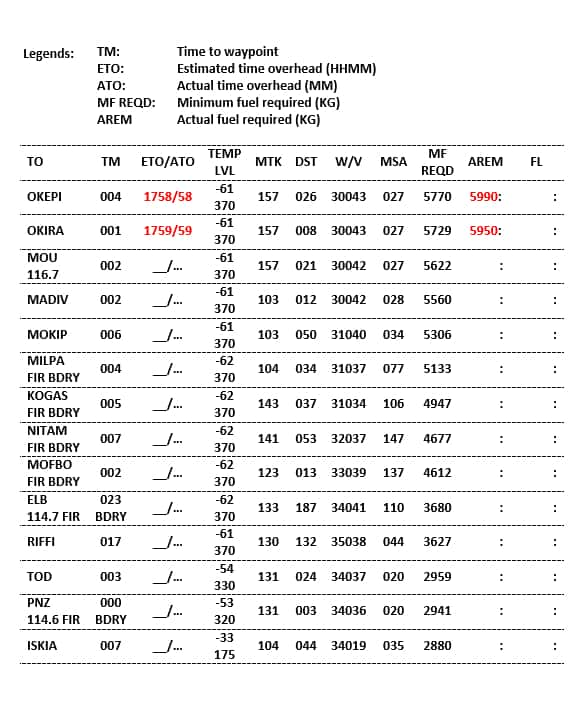 Legends: TM: Time to waypoint
ETO: Estimated time overhead (HHMM)
ATO: Actual time overhead (MM)
MF REQD: Minimum fuel required (KG)
AREM Actual fuel required (KG)
TO TM ETO/ATO TEMP LVL MTK DST W/V MSA MF REQD AREM FL
OKEPI 004 1758/58 -61 370 157 026 30043 027 5770 5990: :
OKIRA 001 1759/59 -61 370 157 008 30043 027 5729 5950: :
MOU 116.7 002 __/... -61 370 157 021 30042 027 5622 : :
MADIV 002 __/... -61 370 103 012 30042 028 5560 : :
MOKIP 006 __/... -61 370 103 050 31040 034 5306 : :
MILPA FIR BDRY 004 __/... -62 370 104 034 31037 077 5133 : :
KOGAS FIR BDRY 005 __/... -62 370 143 037 31034 106 4947 : :
NITAM FIR BDRY 007 __/... -62 370 141 053 32037 147 4677 : :
MOFBO FIR BDRY 002 __/... -62 370 123 013 33039 137 4612 : :
ELB 114.7 FIR BDRY 023 __/... -62 370 133 187 34041 110 3680 : :
RIFFI 017 __/... -61 370 130 132 35038 044 3627 : :
TOD 003 __/... -54 330 131 024 34037 020 2959 : :
PNZ 114.6 FIR BDRY 000 __/... -53 320 131 003 34036 020 2941 : :
ISKIA 007 __/... -33 175 104 044 34019 035 2880 : :